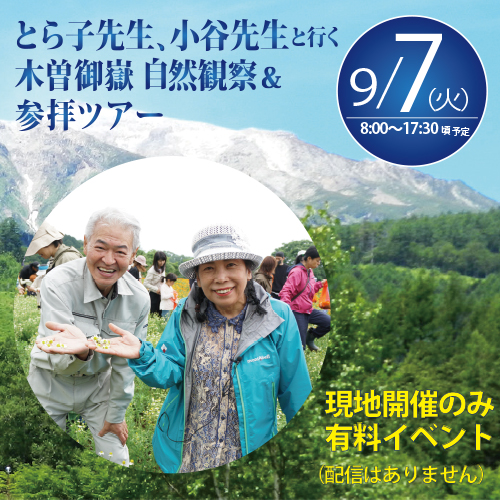 とら子先生、小谷先生と行く
木曽御嶽 自然観察&
参拝ツアー
9/7(火)
8:00〜17:30 頃 予定
montbell
現地開催のみ
有料イベント
(配信はありません)